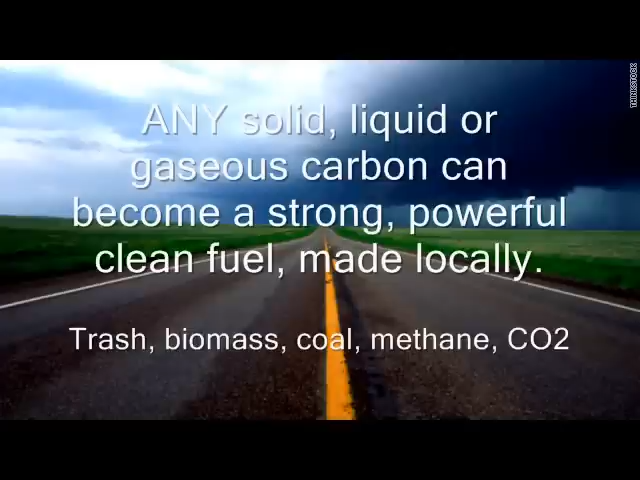 ANY solid, liquid or
gaseous carbon can
become a strong, powerful
clean fuel, made locally.
Trash, biomass, coal, methane, CO2
THINKSTOCK